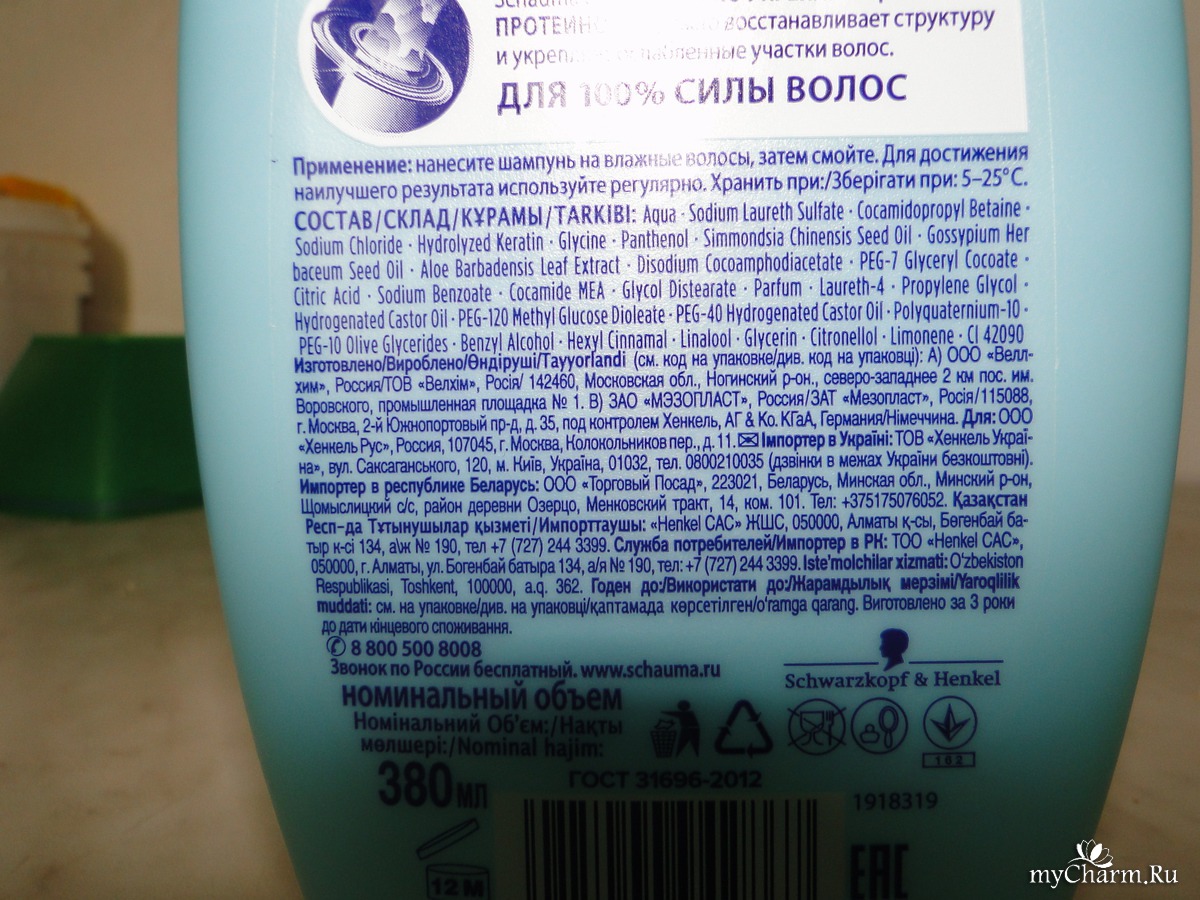 ПРОТЕИН восстанавливает структуру
и укреп ные участки волос.
ДЛЯ 100% СИЛЫ ВОЛОС
Применение: нанесите шампунь на влажные волосы, затем смойте. Для достижения
наилучшего результата используйте регулярно. Хранить при:/Зберігати при: 5–25°C.
СОСТАВ/СКЛАД/ҚҰРАМЫ/TARKIBI: Aqua · Sodium Laureth Sulfate · Cocamidopropyl Betaine ·
Sodium Chloride · Hydrolyzed Keratin · Glycine · Panthenol · Simmondsia Chinensis Seed Oil · Gossypium Her
baceum Seed Oil · Aloe Barbadensis Leaf Extract · Disodium Cocoamphodiacetate · PEG-7 Glyceryl Cocoate ·
Citric Acid · Sodium Benzoate · Cocamide MEA · Glycol Distearate · Parfum · Laureth-4 · Propylene Glycol ·
Hydrogenated Castor Oil · PEG-120 Methyl Glucose Dioleate · PEG-40 Hydrogenated Castor Oil · Polyquaternium-10 ·
PEG-10 Olive Glycerides · Benzyl Alcohol · Hexyl Cinnamal · Linalool · Glycerin · Citronellol · Limonene · CI 42090
Изготовлено/Вироблено/Өндіруші/Tayyorlandi (см. код на упаковке/див. код на упаковці): А) ООО «Велл-
хим», Россия/ТОВ «Велхім», Росія/ 142460, Московская обл., Ногинский р-он., северо-западнее 2 км пос. им.
Воровского, промышленная площадка № 1. В) ЗАО «МЭЗОПЛАСТ», Россия/ЗАТ «Мезопласт», Росія/115088,
г. Москва, 2-й Южнопортовый пр-д, д. 35, под контролем Хенкель, АГ & Ко. КГаА, Германия/Німеччина. Для: ООО
«Хенкель Рус», Россия, 107045, г. Москва, Колокольников пер., д. 11. ✉ Імпортер в Україні: ТОВ «Хенкель Украї-
на», вул. Саксаганського, 120, м. Київ, Україна, 01032, тел. 0800210035 (дзвінки в межах України безкоштовні).
Импортер в республике Беларусь: ООО «Торговый Посад», 223021, Беларусь, Минская обл., Минский р-он,
Щомыслицкий с/с, район деревни Озерцо, Менковский тракт, 14, ком. 101. Тел: +375175076052. Қазақстан
Респ-да Тұтынушылар қызметі/Импорттаушы: «Henkel САС» ЖШС, 050000, Алматы қ-сы, Бөгенбай ба-
тыр к-сі 134, а\ж № 190, тел +7 (727) 244 3399. Служба потребителей/Импортер в РК: ТОО «Henkel САС»,
050000, г. Алматы, ул. Богенбай батыра 134, а/я № 190, тел: +7 (727) 244 3399. Iste'molchilar xizmati: O'zbekiston
Respublikasi, Toshkent, 100000, a.q. 362. Годен до:/Використати до:/Жарамдылық мерзімі/Yaroqlilik
muddati: см. на упаковке/див. на упаковці/қаптамада көрсетілген/o'ramga qarang. Виготовлено за 3 роки
до дати кінцевого споживання.
✆ 8 800 500 8008
Звонок по России бесплатный. www.schauma.ru
Schwarzkopf & Henkel
номинальный объем
Номінальний Об'єм:/Нақты
мөлшері:/Nominal hajim:
380 мл
162
ГОСТ 31696-2012
1918319
12 M
EAC
myCharm.Ru